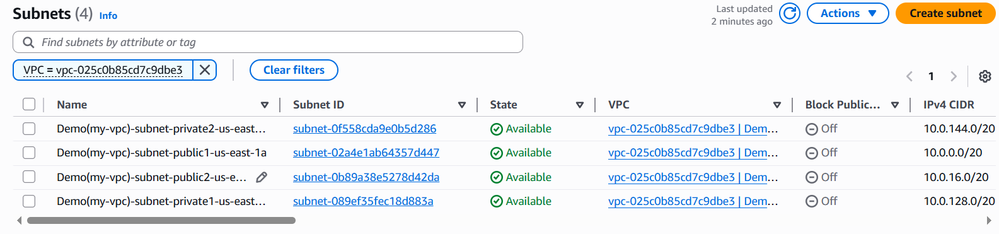 Subnets (4) Info
Last updated
2 minutes ago
Actions
Create subnet
Find subnets by attribute or tag
VPC = vpc-025c0b85cd7c9dbe3
Clear filters
1
Name Subnet ID State VPC Block Public... IPv4 CIDR
Demo(my-vpc)-subnet-private2-us-east... subnet-0f558cda9e0b5d286 Available vpc-025c0b85cd7c9dbe3 | Dem... Off 10.0.144.0/20
Demo(my-vpc)-subnet-public1-us-east-1a subnet-02a4e1ab64357d447 Available vpc-025c0b85cd7c9dbe3 | Dem... Off 10.0.0.0/20
Demo(my-vpc)-subnet-public2-us-e... subnet-0b89a38e5278d42da Available vpc-025c0b85cd7c9dbe3 | Dem... Off 10.0.16.0/20
Demo(my-vpc)-subnet-private1-us-east... subnet-089ef35fec18d883a Available vpc-025c0b85cd7c9dbe3 | Dem... Off 10.0.128.0/20